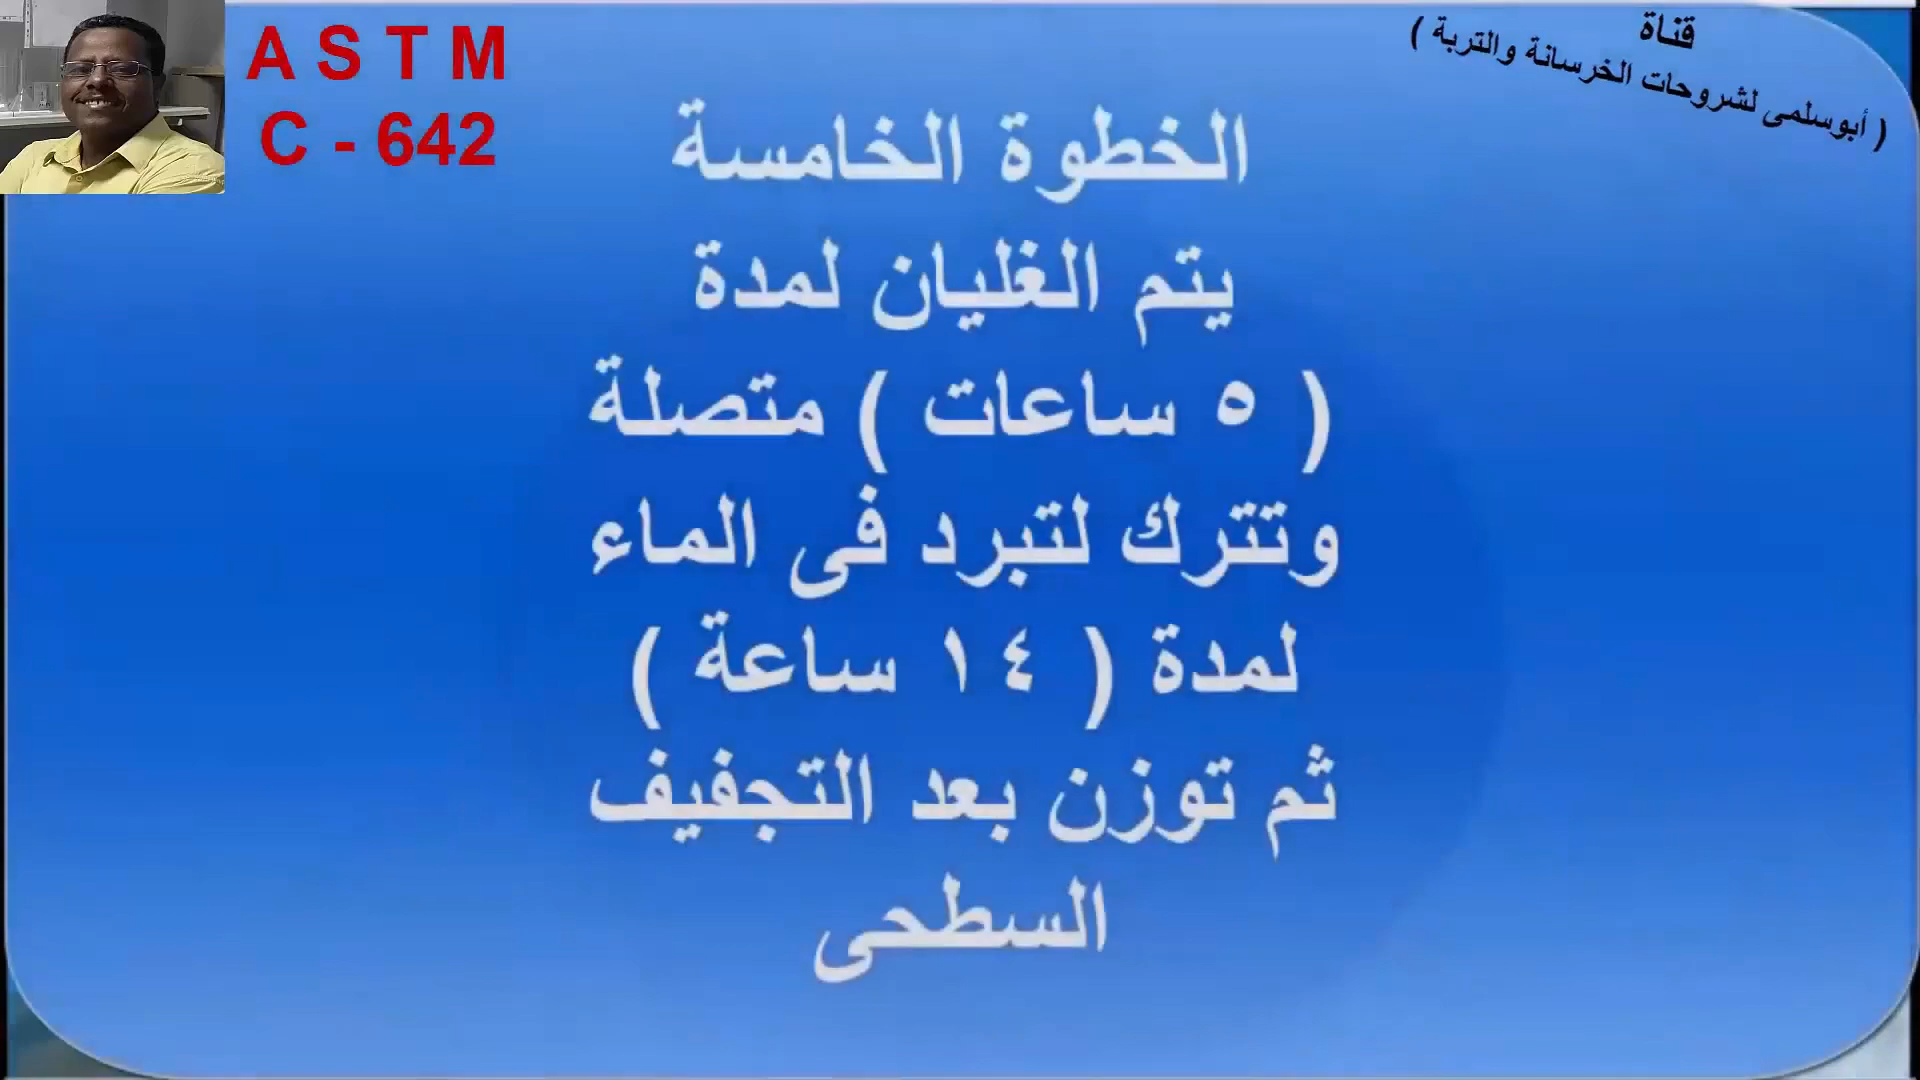 A S T M
C - 642
قناة
( أبوسلمى لشروحات الخرسانة والتربة )
الخطوة الخامسة
يتم الغليان لمدة
( ٥ ساعات ) متصلة
وتترك لتبرد فى الماء
لمدة ( ١٤ ساعة )
ثم توزن بعد التجفيف
السطحى